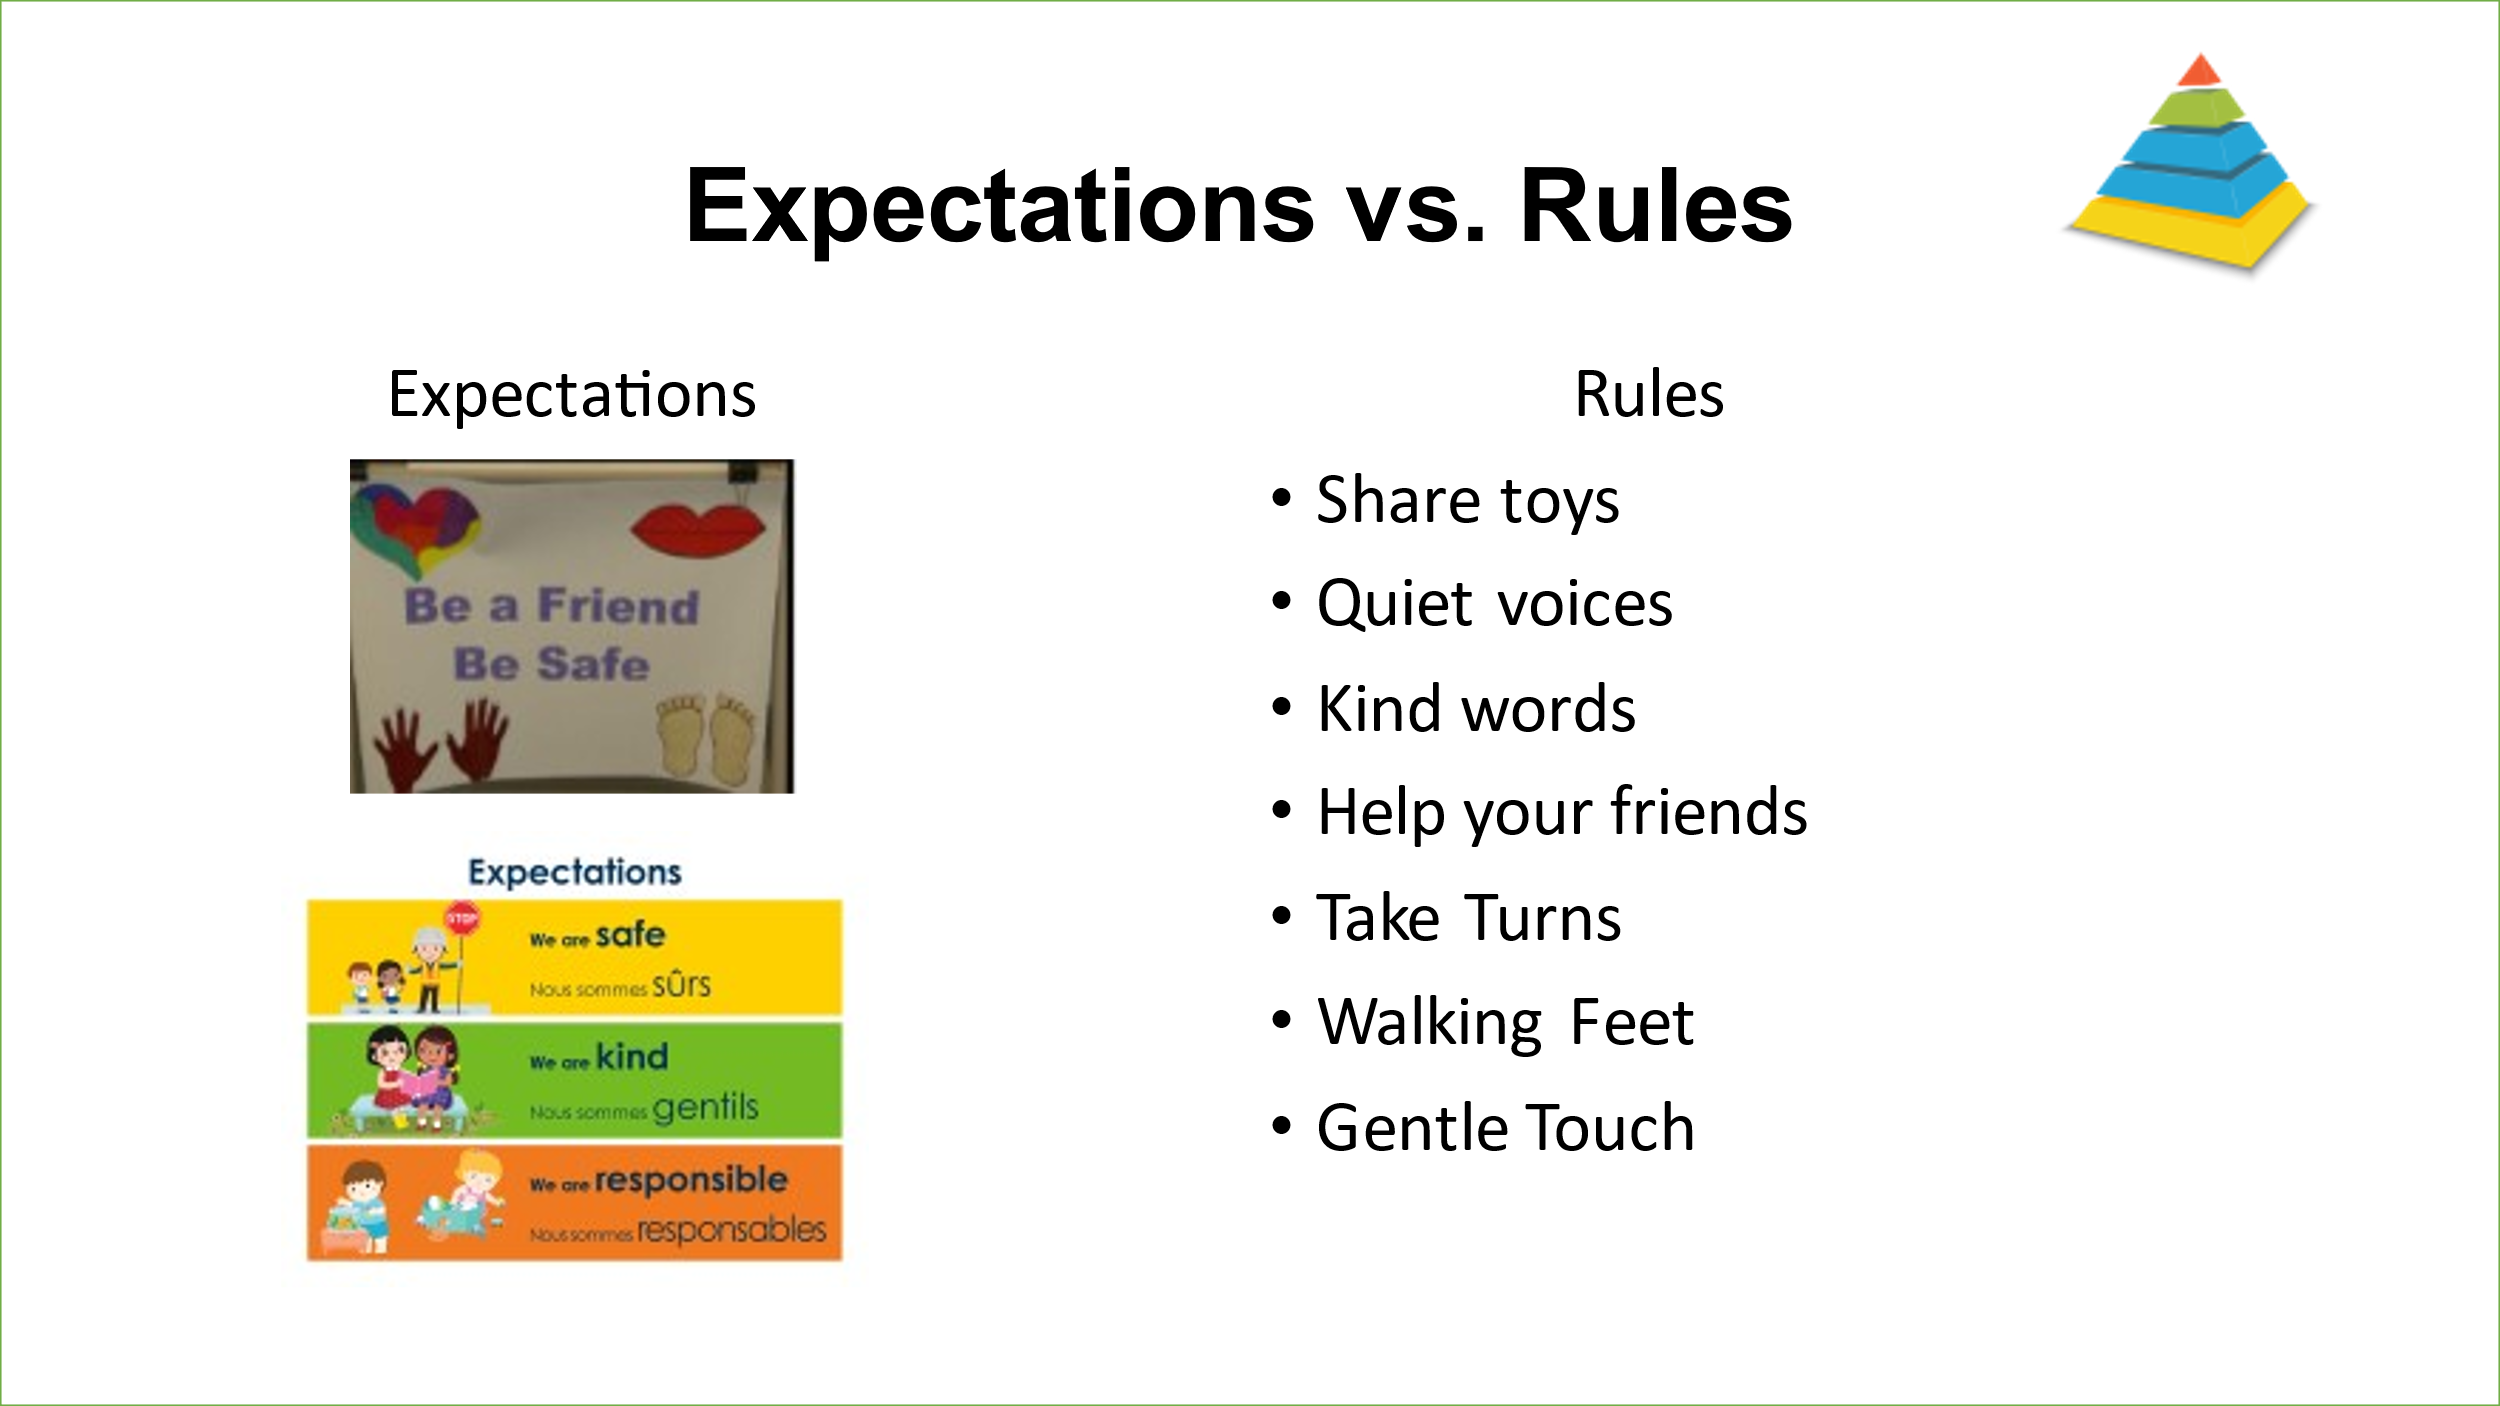 Expectations vs. Rules
Expectations
Be a Friend
Be Safe
Expectations
STOP
We are safe
Nous sommes sûrs
We are kind
Nous sommes gentils
We are responsible
Nous sommes responsables
Rules
• Share toys
• Quiet voices
• Kind words
• Help your friends
• Take Turns
• Walking Feet
• Gentle Touch